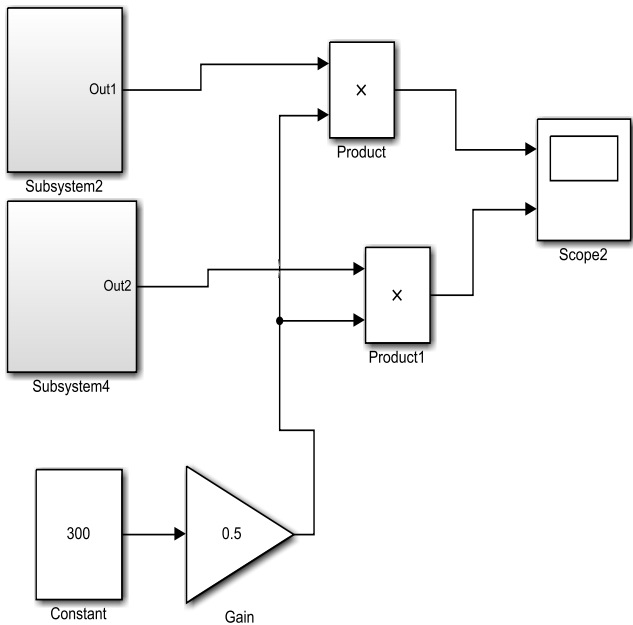 Out1
Subsystem2
×
Product
Scope2
Out2
Subsystem4
×
Product1
300
Constant
0.5
Gain